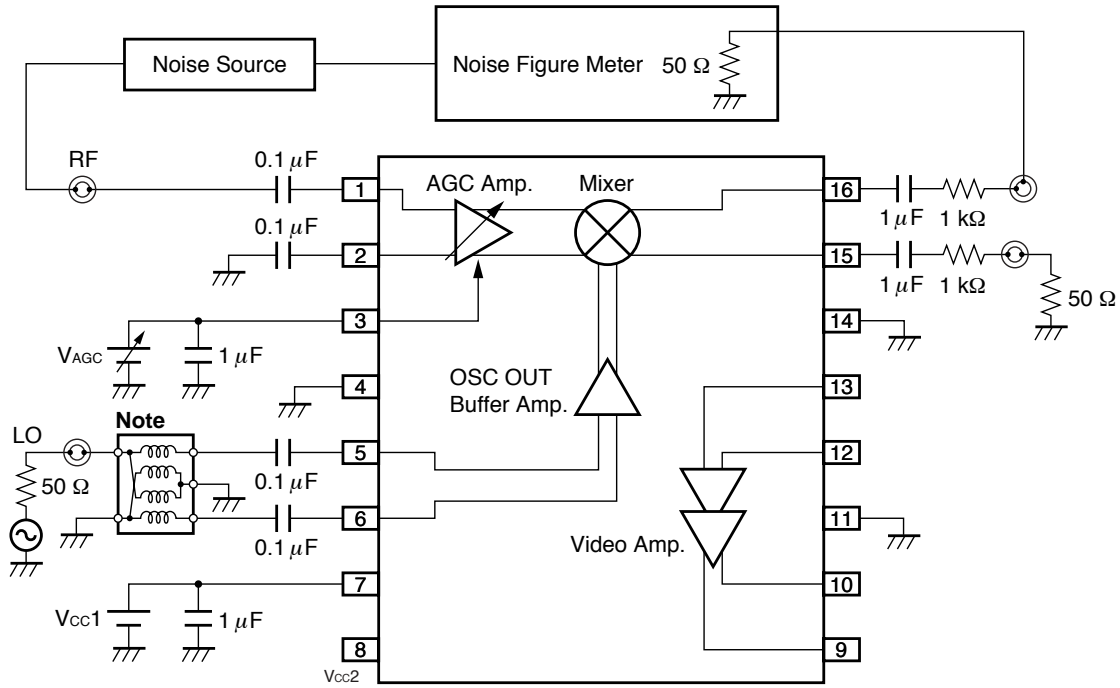 Noise Source
Noise Figure Meter
50 Ω
RF
0.1 µF
1
AGC Amp.
Mixer
16
1 µF
1 kΩ
0.1 µF
2
15
1 µF
1 kΩ
50 Ω
3
14
VAGC
1 µF
4
OSC OUT
Buffer Amp.
13
Note
LO
50 Ω
5
0.1 µF
12
6
0.1 µF
11
Video Amp.
7
10
VCC1
1 µF
8
VCC2
9